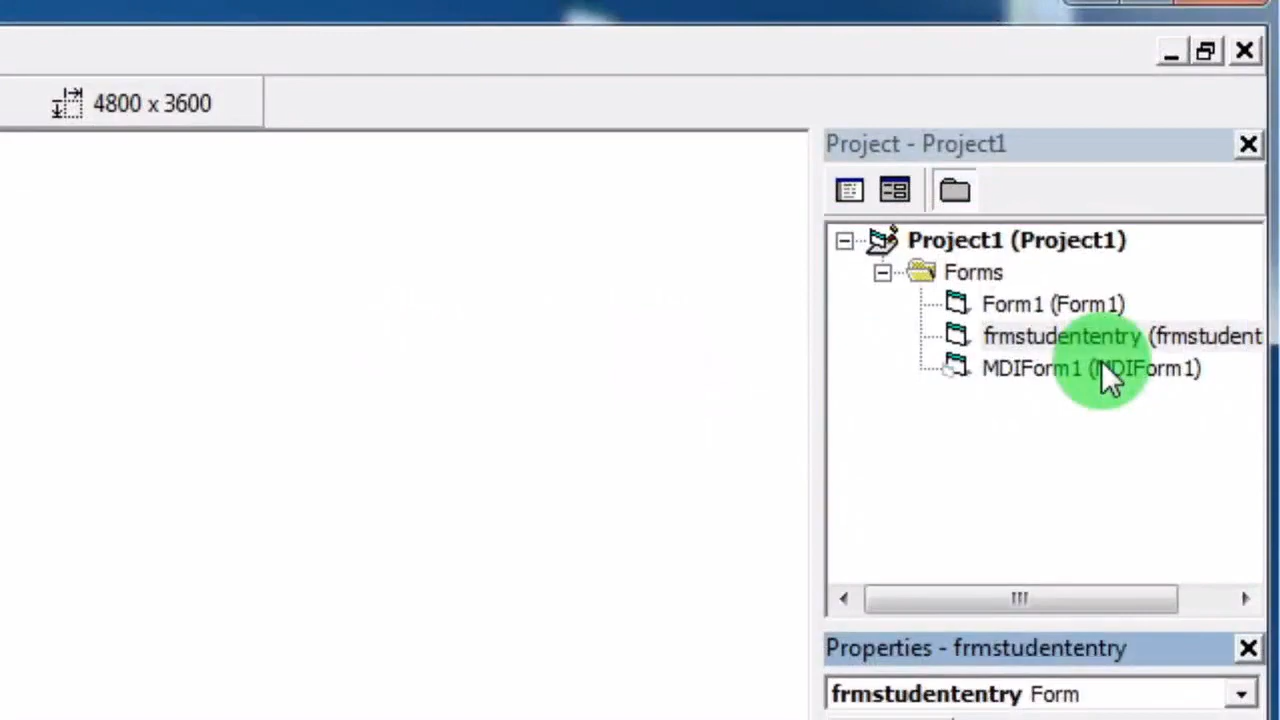 4800 x 3600
Project - Project1
Project1 (Project1)
Forms
Form1 (Form1)
frmstudententry (frmstudent
MDIForm1 (MDIForm1)
Properties - frmstudententry
frmstudententry Form